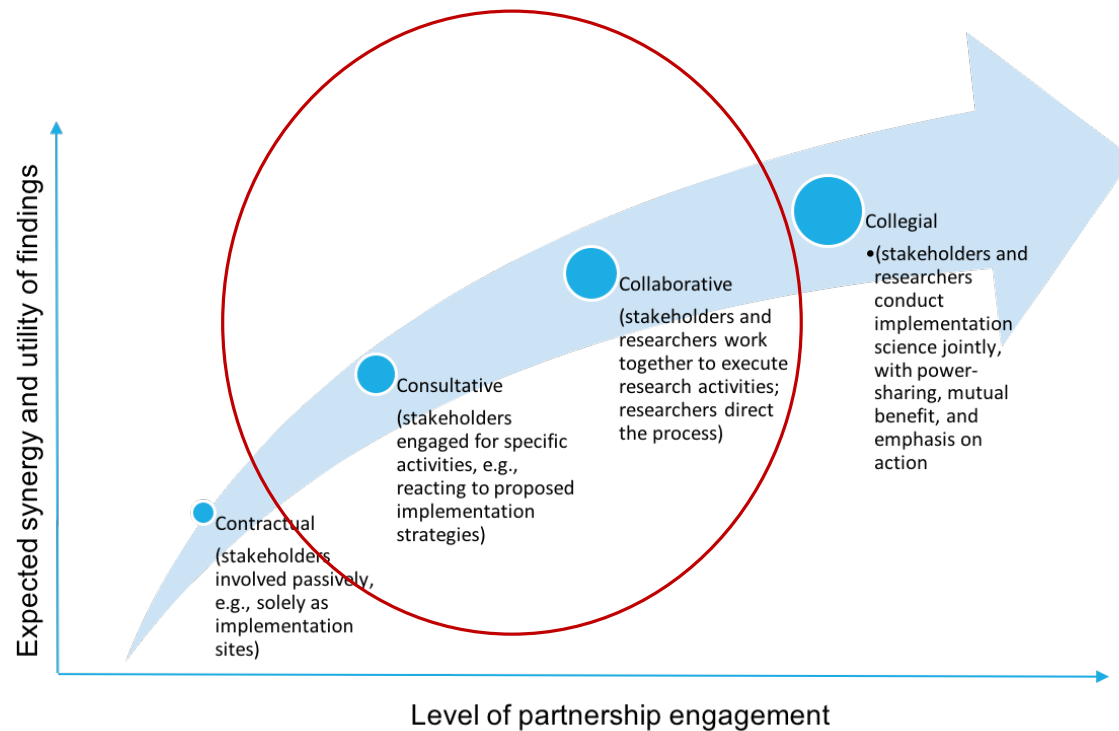 Expected synergy and utility of findings
Collegial
•(stakeholders and
researchers
conduct
implementation
science jointly,
with power-
sharing, mutual
benefit, and
emphasis on
action
Collaborative
(stakeholders and
researchers work
together to execute
research activities;
researchers direct
the process)
Consultative
(stakeholders
engaged for specific
activities, e.g.,
reacting to proposed
implementation
strategies)
Contractual
(stakeholders
involved passively,
e.g., solely as
implementation
sites)
Level of partnership engagement